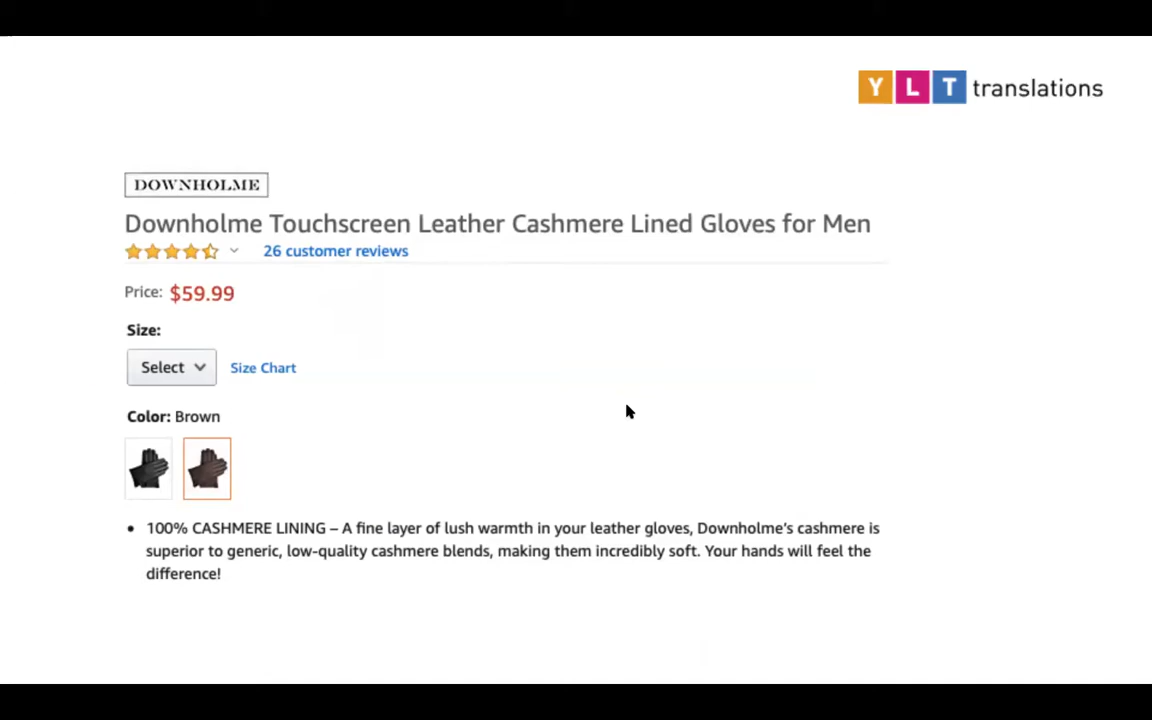 Y L T translations
DOWNHOLME
Downholme Touchscreen Leather Cashmere Lined Gloves for Men
26 customer reviews
Price: $59.99
Size:
Select Size Chart
Color: Brown
• 100% CASHMERE LINING – A fine layer of lush warmth in your leather gloves, Downholme's cashmere is
superior to generic, low-quality cashmere blends, making them incredibly soft. Your hands will feel the
difference!